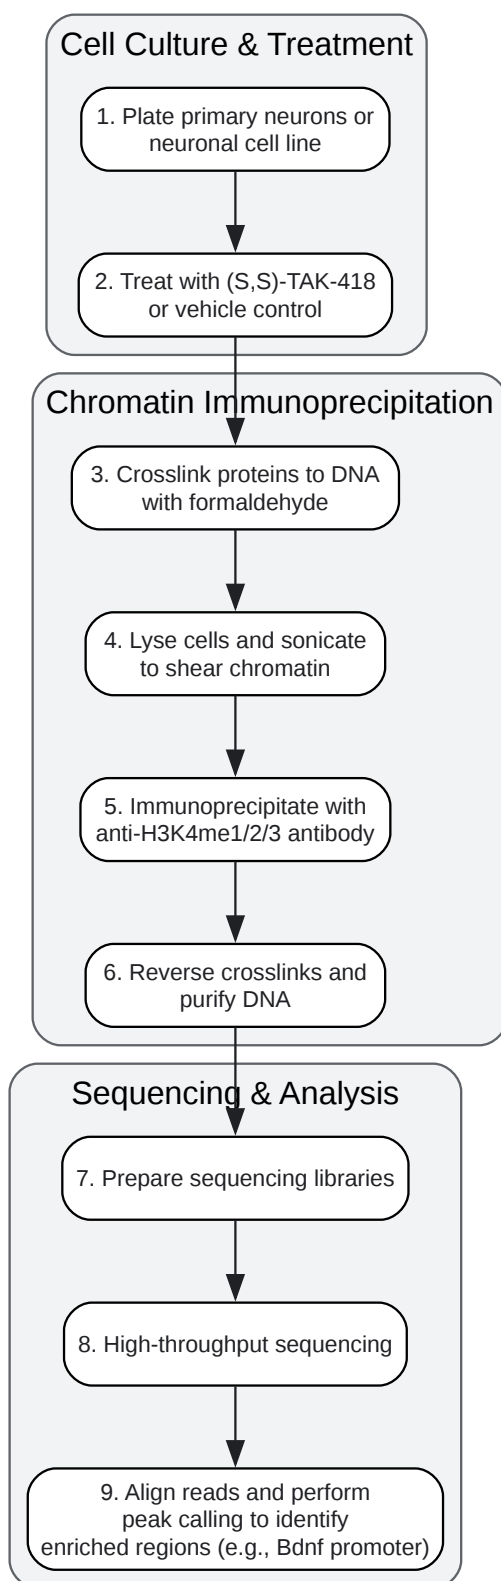 Cell Culture & Treatment
1. Plate primary neurons or
neuronal cell line
2. Treat with (S,S)-TAK-418
or vehicle control
Chromatin Immunoprecipitation
3. Crosslink proteins to DNA
with formaldehyde
4. Lyse cells and sonicate
to shear chromatin
5. Immunoprecipitate with
anti-H3K4me1/2/3 antibody
6. Reverse crosslinks and
purify DNA
Sequencing & Analysis
7. Prepare sequencing libraries
8. High-throughput sequencing
9. Align reads and perform
peak calling to identify
enriched regions (e.g., Bdnf promoter)